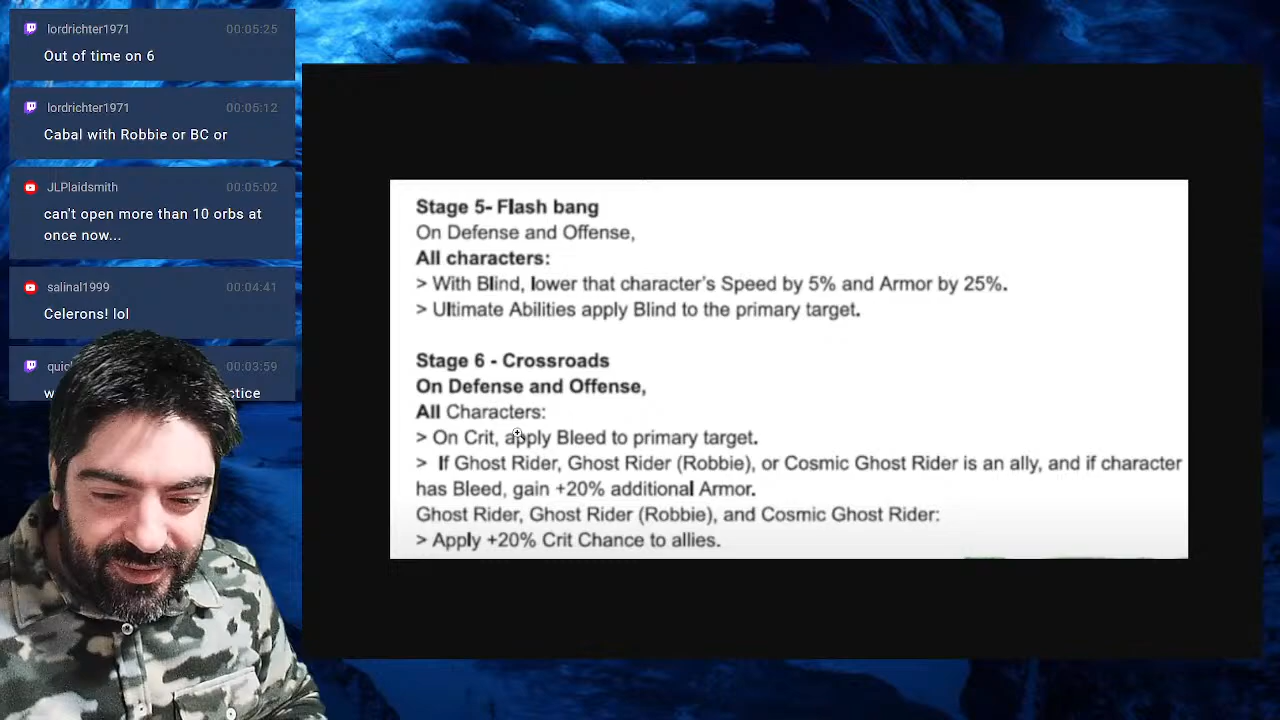 lordrichter1971 00:05:25
Out of time on 6
lordrichter1971 00:05:12
Cabal with Robbie or BC or
JLPlaidsmith 00:05:02
can't open more than 10 orbs at
once now...
salinal1999 00:04:41
Celerons! lol
00:03:59
Stage 5- Flash bang
On Defense and Offense,
All characters:
> With Blind, lower that character's Speed by 5% and Armor by 25%.
> Ultimate Abilities apply Blind to the primary target.
Stage 6 - Crossroads
On Defense and Offense,
All Characters:
> On Crit, apply Bleed to primary target.
> If Ghost Rider, Ghost Rider (Robbie), or Cosmic Ghost Rider is an ally, and if character
has Bleed, gain +20% additional Armor.
Ghost Rider, Ghost Rider (Robbie), and Cosmic Ghost Rider:
> Apply +20% Crit Chance to allies.